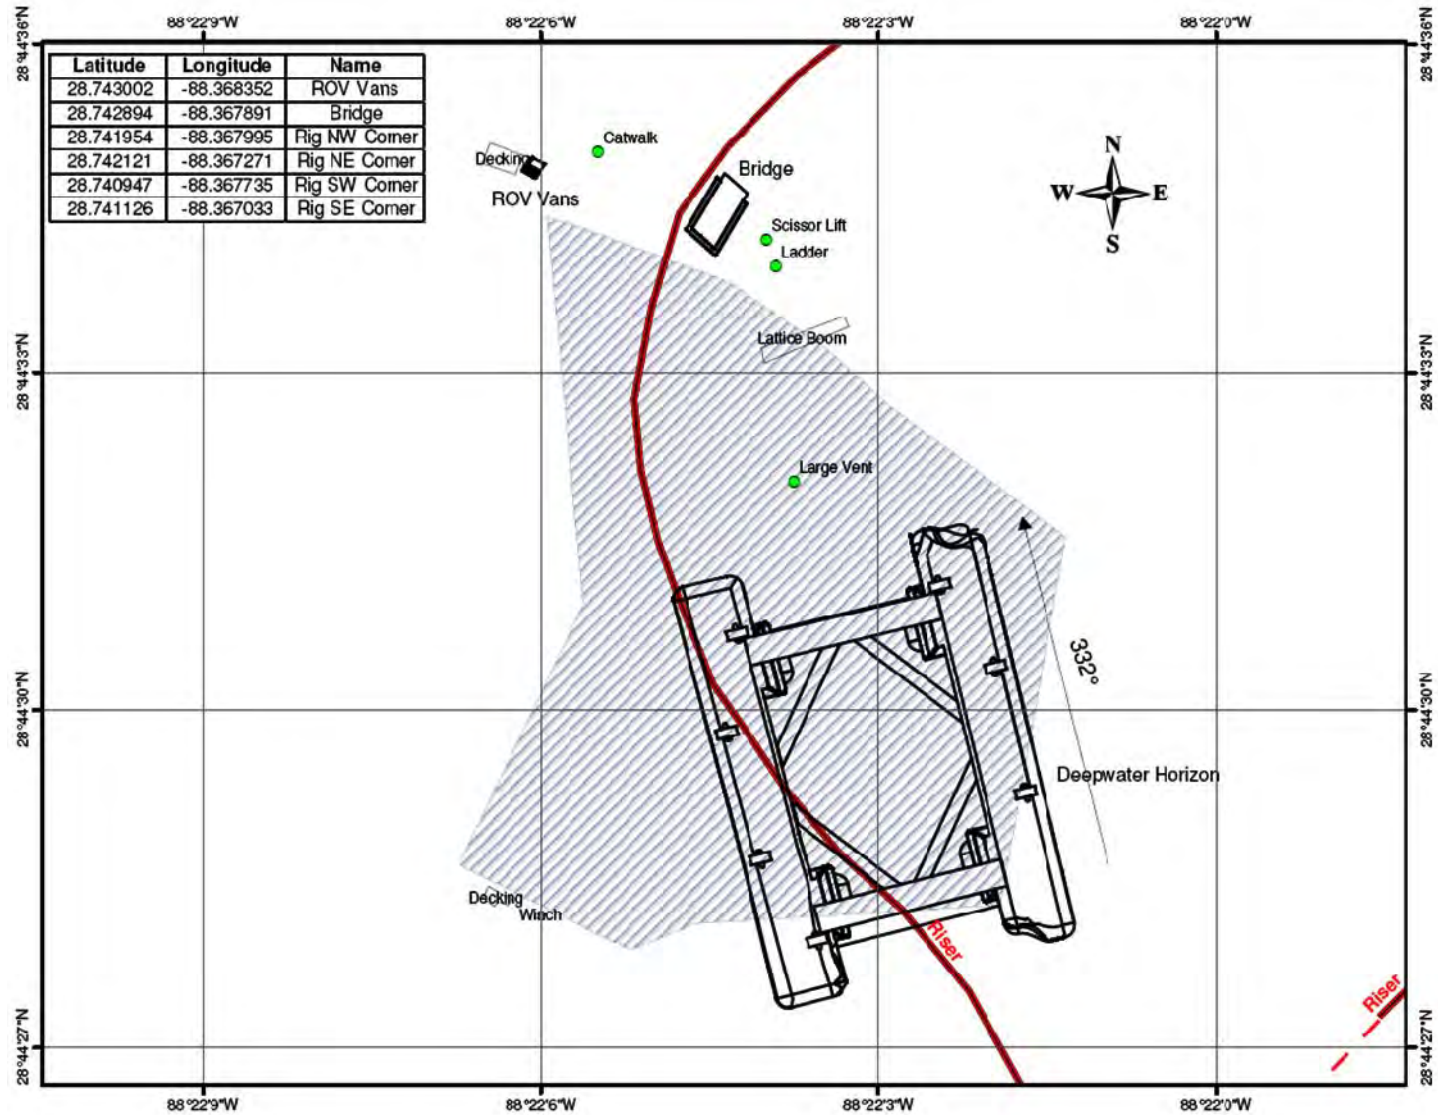 88°22'9"W 88°22'6"W 88°22'3"W 88°22'0"W
28°44'36"N 28°44'36"N
Latitude Longitude Name
28.743002 -88.368352 ROV Vans
28.742894 -88.367891 Bridge
28.741954 -88.367995 Rig NW Corner
28.742121 -88.367271 Rig NE Corner
28.740947 -88.367735 Rig SW Corner
28.741126 -88.367033 Rig SE Corner
Catwalk
Decking
ROV Vans
Bridge
N
W E
S
Scissor Lift
Ladder
Lattice Boom
28°44'33"N 28°44'33"N
Large Vent
332°
28°44'30"N 28°44'30"N
Deepwater Horizon
Decking
Winch
Riser
Riser
28°44'27"N 28°44'27"N
88°22'9"W 88°22'6"W 88°22'3"W 88°22'0"W